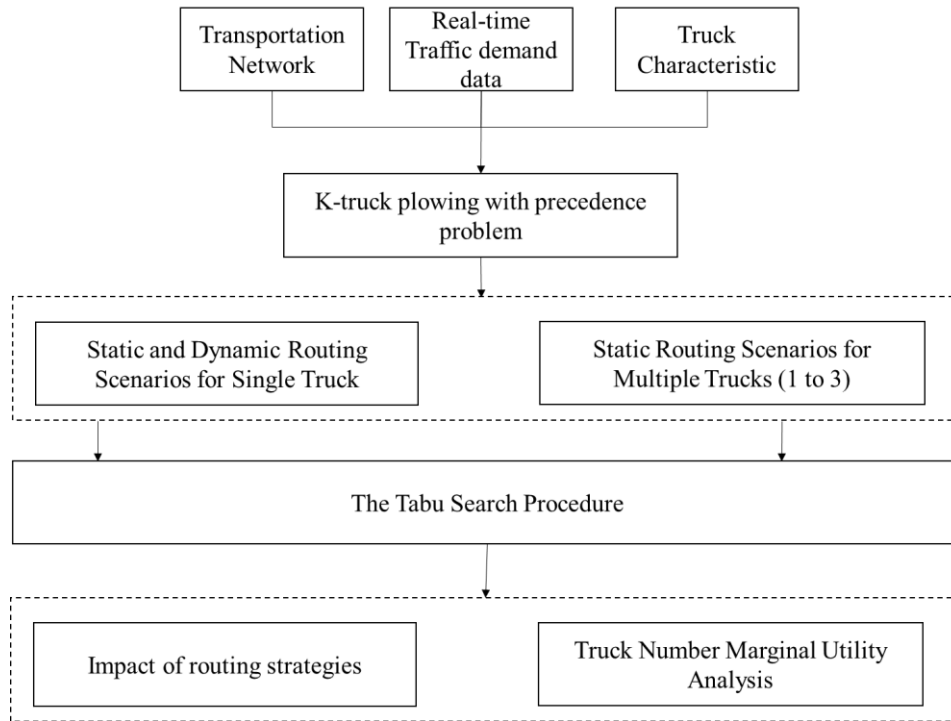 Transportation
Network
Real-time
Traffic demand
data
Truck
Characteristic
K-truck plowing with precedence
problem
Static and Dynamic Routing
Scenarios for Single Truck
Static Routing Scenarios for
Multiple Trucks (1 to 3)
The Tabu Search Procedure
Impact of routing strategies
Truck Number Marginal Utility
Analysis